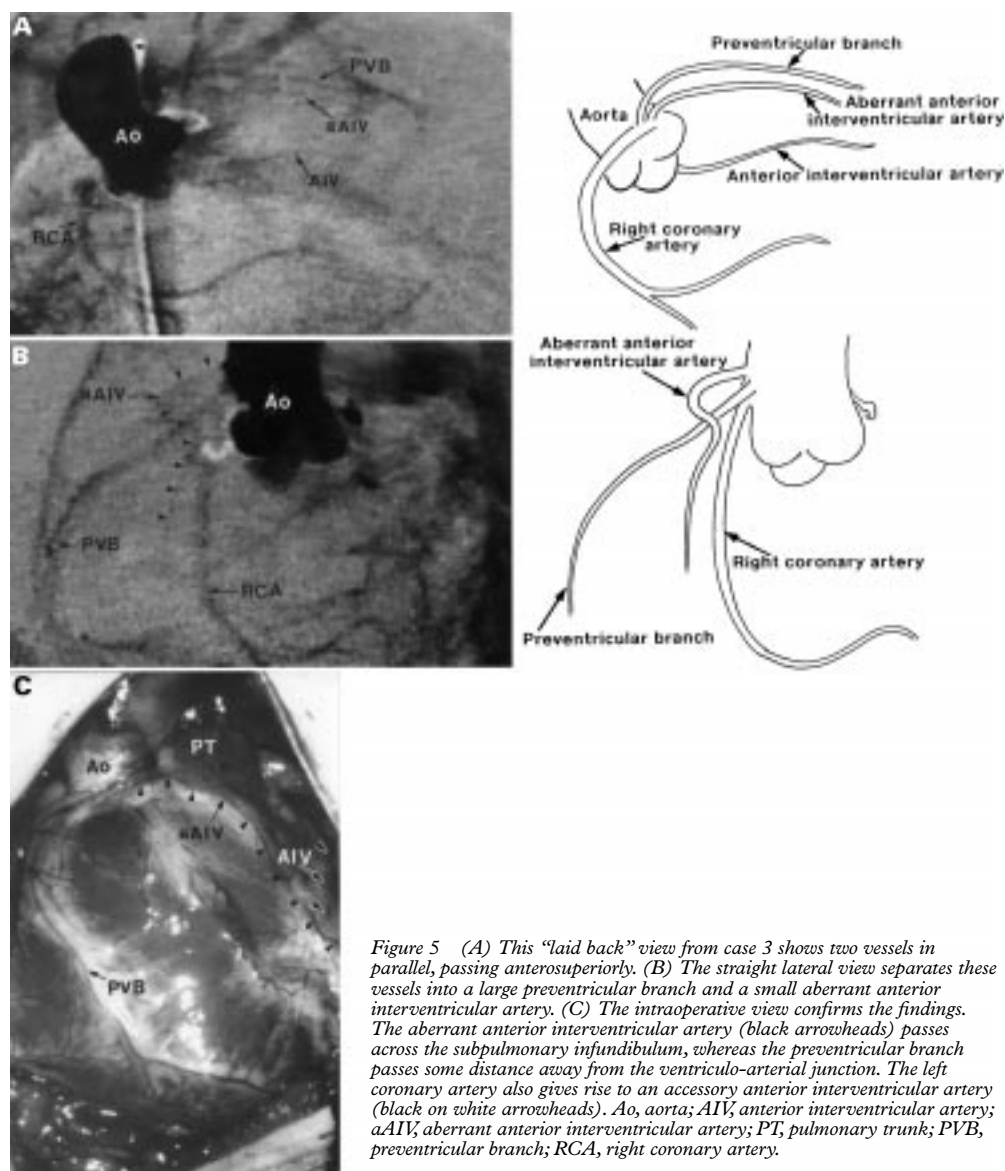 A
PVB
aAIV
Ao
AIV
RCA
Preventricular branch
Aorta
Aberrant anterior
interventricular artery
Anterior interventricular artery
Right coronary
artery
B
aAIV
Ao
PVB
RCA
Aberrant anterior
interventricular artery
Right coronary artery
Preventricular branch
C
PT
Ao
aAIV
AIV
PVB
Figure 5 (A) This “laid back” view from case 3 shows two vessels in
parallel, passing anterosuperiorly. (B) The straight lateral view separates these
vessels into a large preventricular branch and a small aberrant anterior
interventricular artery. (C) The intraoperative view confirms the findings.
The aberrant anterior interventricular artery (black arrowheads) passes
across the subpulmonary infundibulum, whereas the preventricular branch
passes some distance away from the ventriculo-arterial junction. The left
coronary artery also gives rise to an accessory anterior interventricular artery
(black on white arrowheads). Ao, aorta; AIV, anterior interventricular artery;
aAIV, aberrant anterior interventricular artery; PT, pulmonary trunk; PVB,
preventricular branch; RCA, right coronary artery.